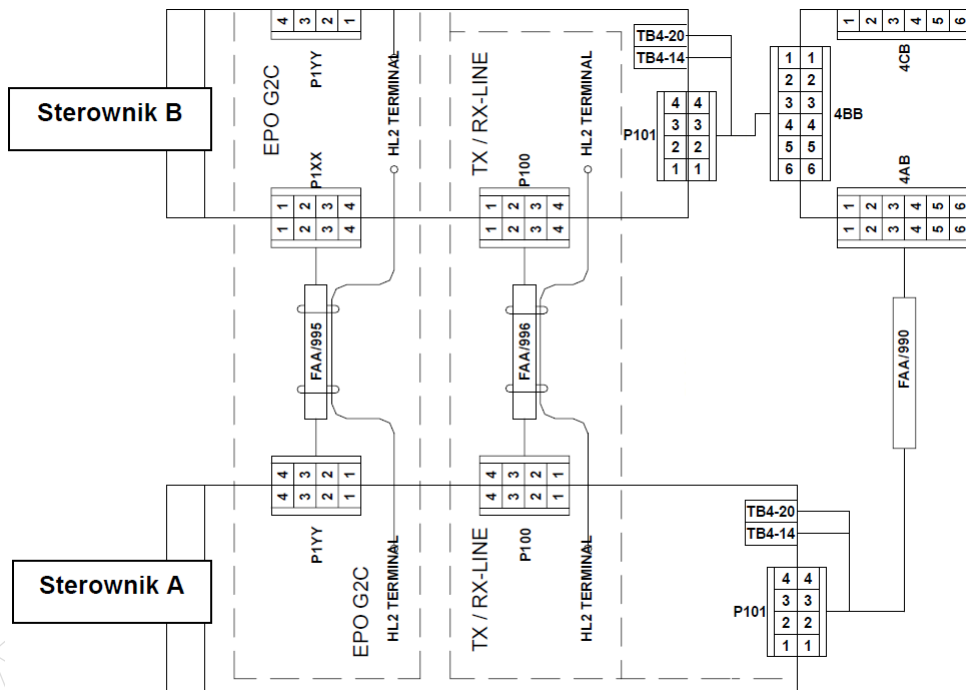 4 3 2 1
P1YY
EPO G2C
HL2 TERMINAL
TX / RX-LINE
HL2 TERMINAL
TB4-20
TB4-14
1 2 3 4 5 6
4CB
Sterownik B
P101
4 4
3 3
2 2
1 1
1 1
2 2
3 3
4 4
5 5
6 6
4BB
P1XX
P100
4AB
1 2 3 4
1 2 3 4
1 2 3 4
1 2 3 4
1 2 3 4 5 6
1 2 3 4 5 6
FAA/995
FAA/996
FAA/990
4 3 2 1
4 3 2 1
4 3 2 1
4 3 2 1
P1YY
P100
Sterownik A
EPO G2C
HL2 TERMINAL
TX / RX-LINE
HL2 TERMINAL
TB4-20
TB4-14
P101
4 4
3 3
2 2
1 1